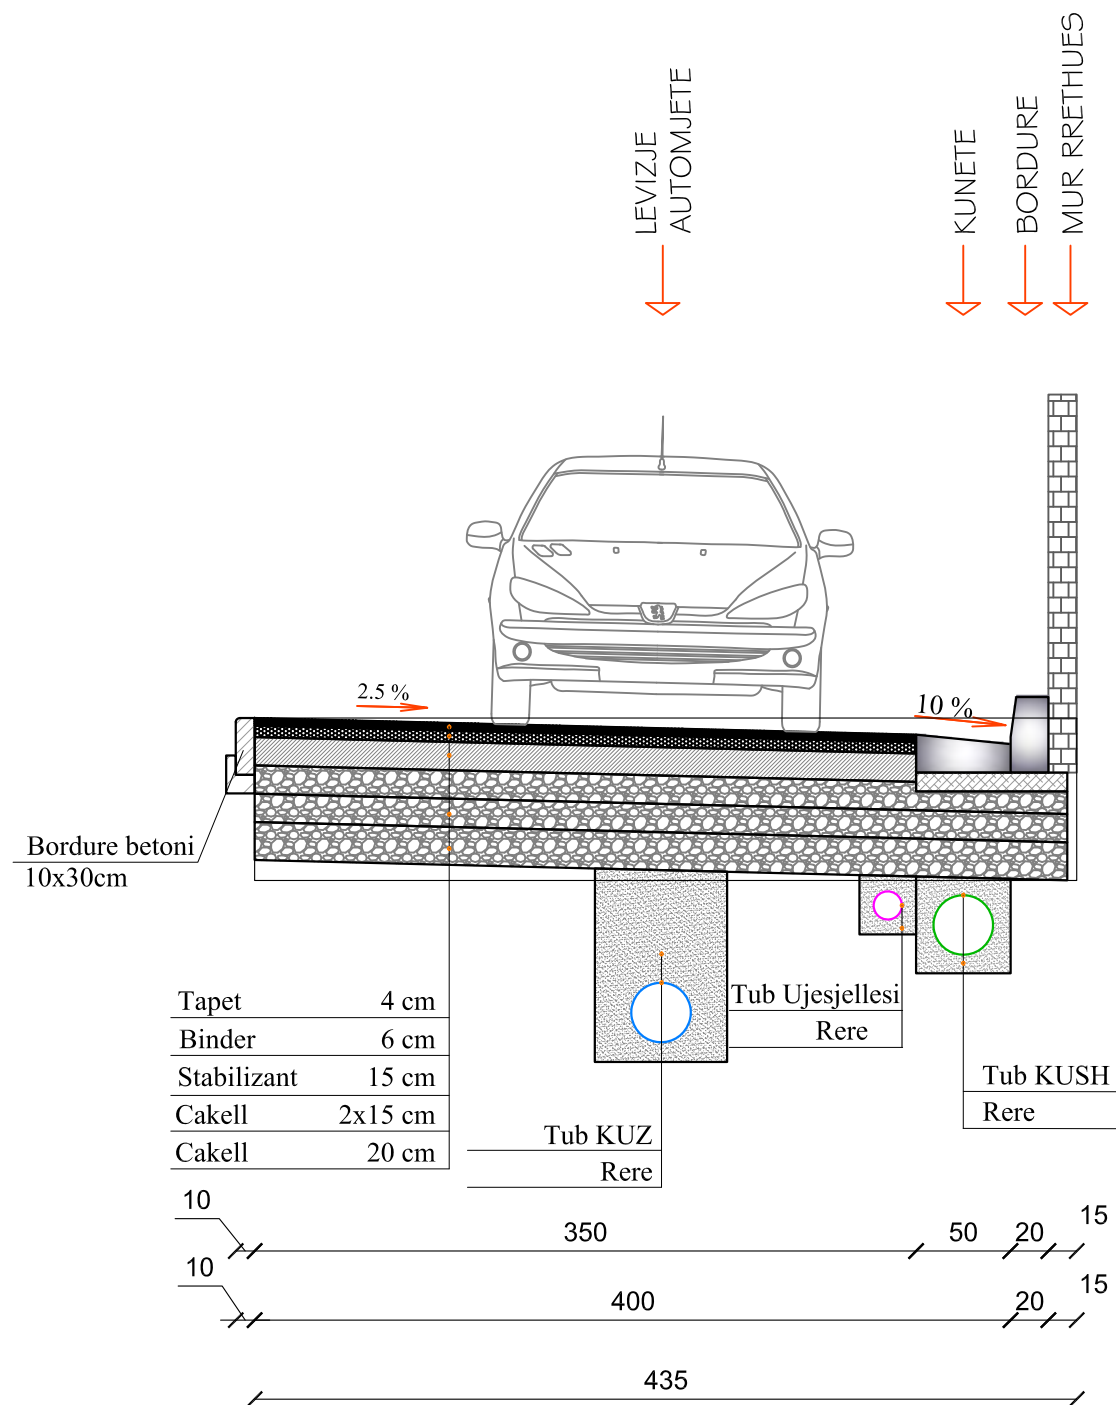 LEVIZJE
AUTOMJETE
KUNETE
BORDURE
MUR RRETHUES
2.5 %
10 %
Bordure betoni
10x30cm
Tapet 4 cm
Binder 6 cm
Stabilizant 15 cm
Cakell 2x15 cm
Cakell 20 cm
Tub KUZ
Rere
Tub Ujesjellesi
Rere
Tub KUSH
Rere
10 350 50 20 15
10 400 20 15
435